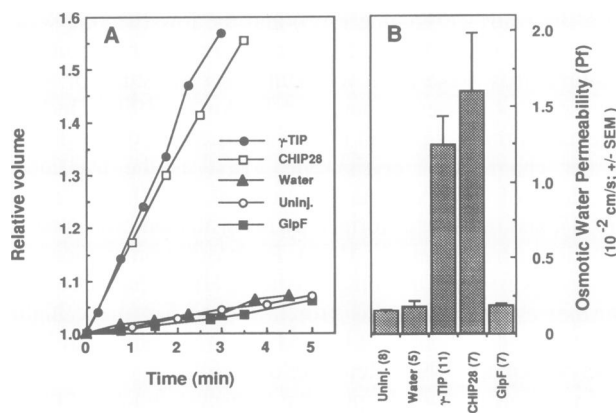 A
B
1.6
1.5
1.4
1.3
1.2
1.1
1.0
Relative volume
γ-TIP
CHIP28
Water
Uninj.
GlpF
0
1
2
3
4
5
Time (min)
2.0
1.5
1.0
0.5
0
Osmotic Water Permeability (Pf)
(10⁻² cm/s; +/- SEM)
Uninj. (8)
Water (5)
γ-TIP (11)
CHIP28 (7)
GlpF (7)